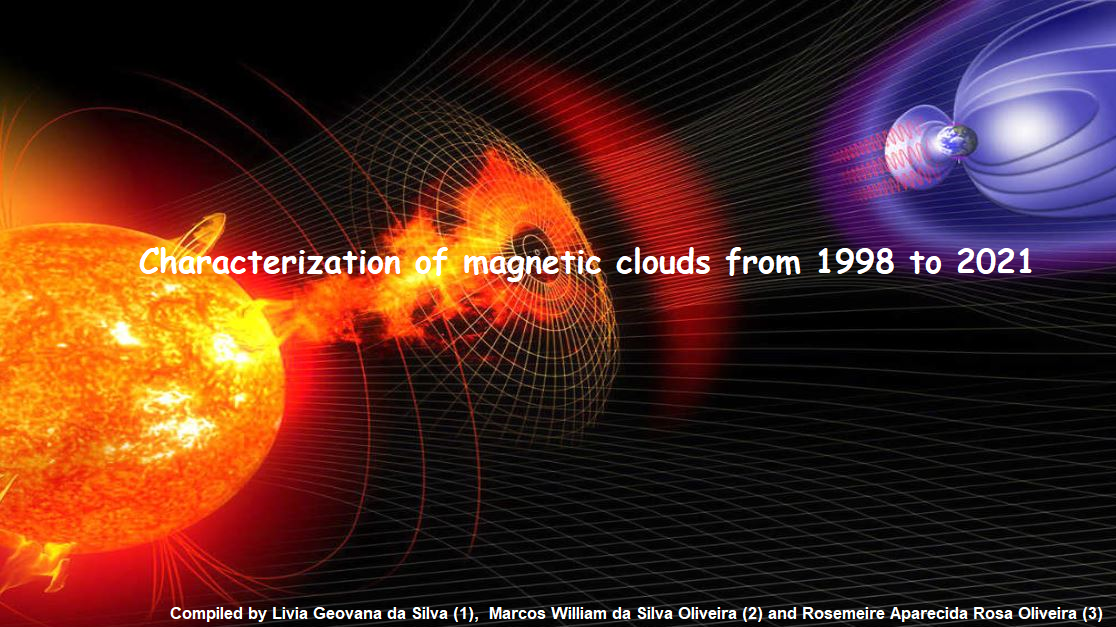 Characterization of magnetic clouds from 1998 to 2021
Compiled by Livia Geovana da Silva (1), Marcos William da Silva Oliveira (2) and Rosemeire Aparecida Rosa Oliveira (3)